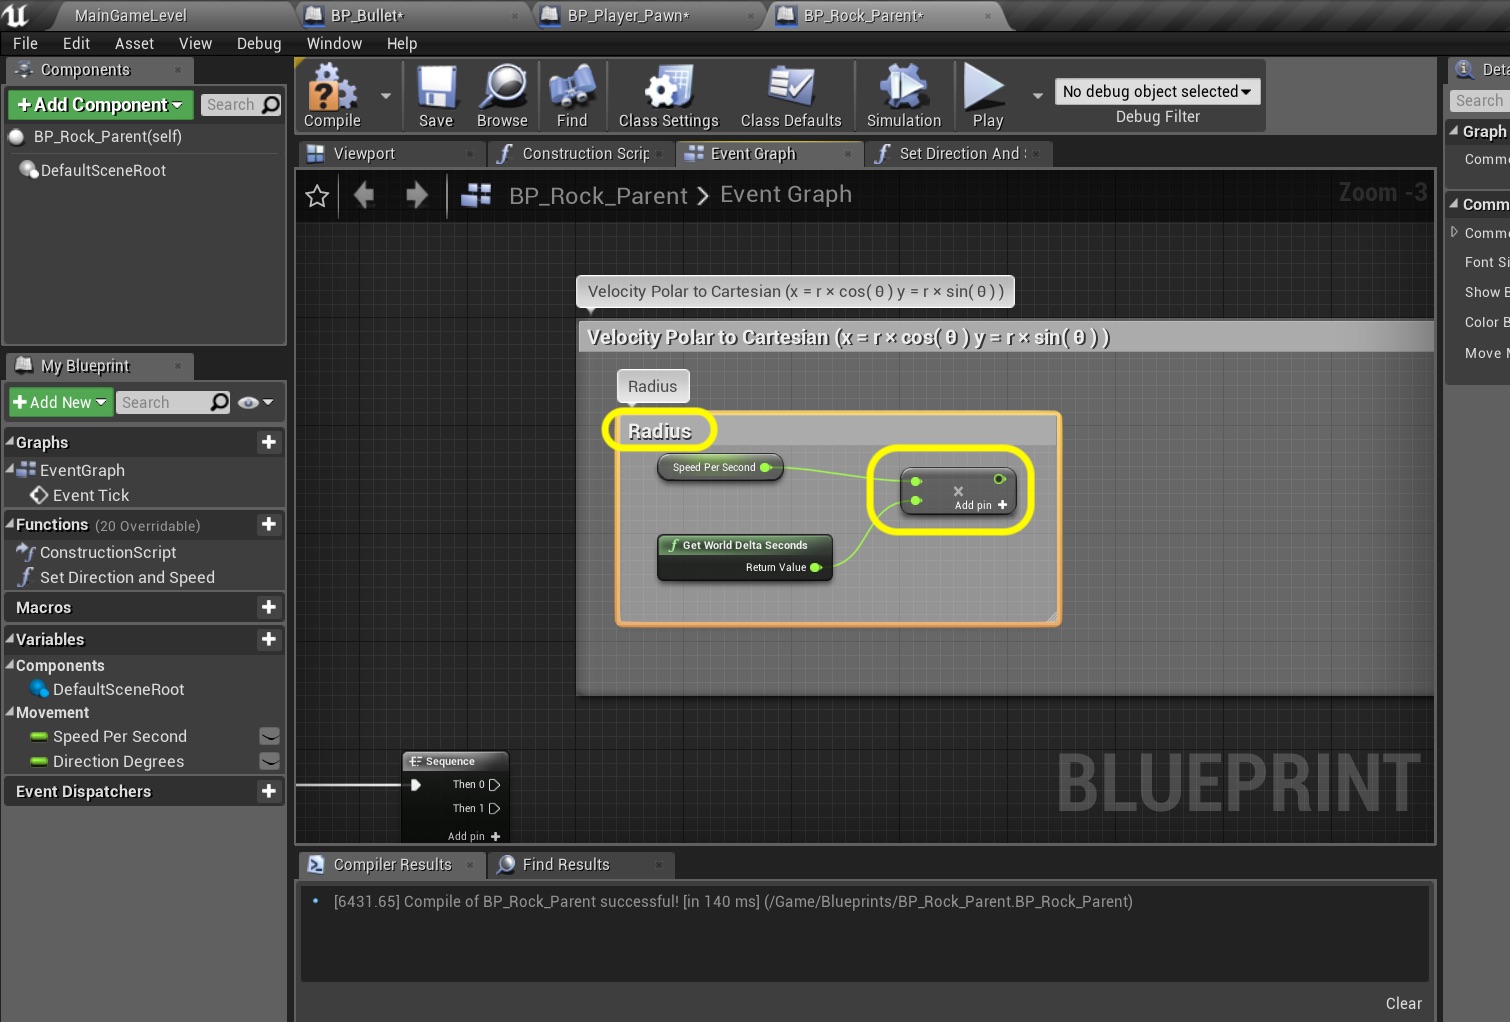 MainGameLevel
BP_Bullet*
BP_Player_Pawn*
BP_Rock_Parent*
File Edit Asset View Debug Window Help
Components
+Add Component
Search
BP_Rock_Parent(self)
DefaultSceneRoot
Compile
Save
Browse
Find
Class Settings
Class Defaults
Simulation
Play
No debug object selected
Debug Filter
Viewport
Construction Scrip
Event Graph
Set Direction And
BP_Rock_Parent > Event Graph
Zoom -3
Velocity Polar to Cartesian (x = r × cos( θ ) y = r × sin( θ ) )
Velocity Polar to Cartesian (x = r × cos( θ ) y = r × sin( θ ) )
Radius
Radius
Speed Per Second
×
Add pin +
f Get World Delta Seconds
Return Value
Sequence
Then 0
Then 1
Add pin +
BLUEPRINT
My Blueprint
+Add New
Search
Graphs +
EventGraph
Event Tick
Functions (20 Overridable) +
ConstructionScript
Set Direction and Speed
Macros +
Variables +
Components
DefaultSceneRoot
Movement
Speed Per Second
Direction Degrees
Event Dispatchers +
Compiler Results
Find Results
[6431.65] Compile of BP_Rock_Parent successful! [in 140 ms] (/Game/Blueprints/BP_Rock_Parent.BP_Rock_Parent)
Clear
Deta
Search
Graph
Comme
Comm
Comme
Font Si
Show B
Color B
Move M